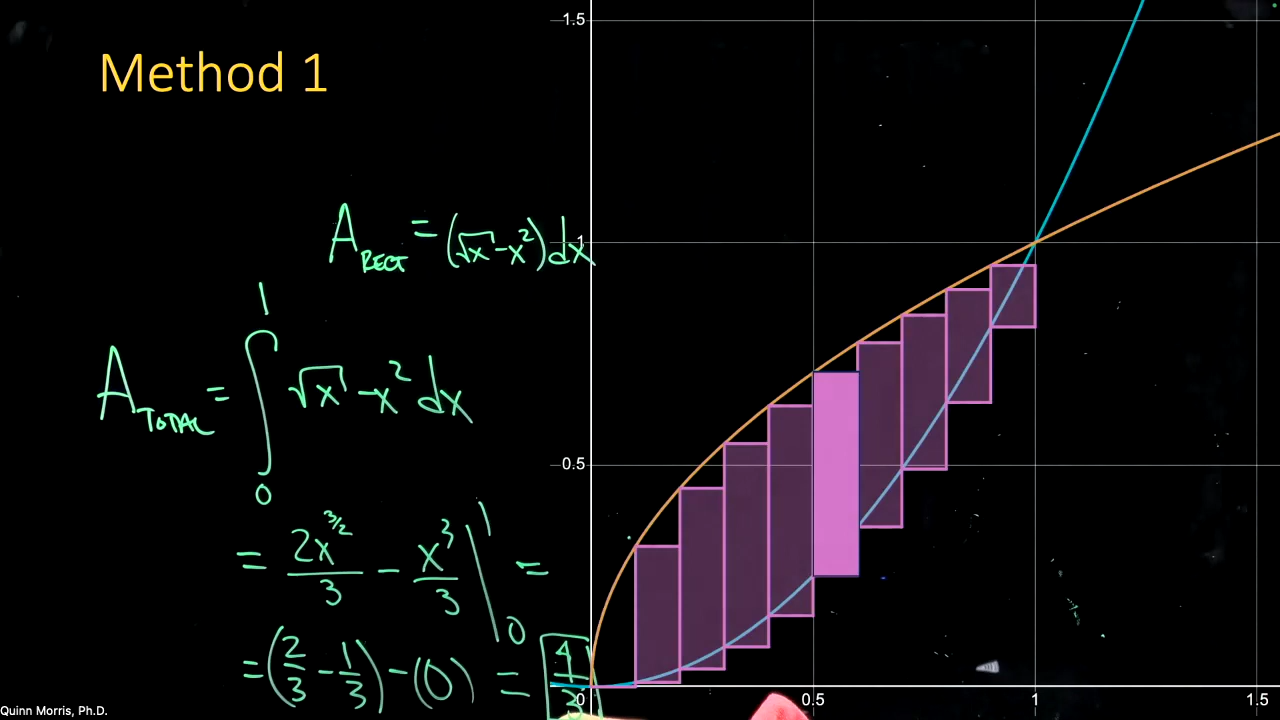 Method 1
A_RECT = (√x - x²)dx
A_TOTAL = ∫₀¹ √x - x² dx
= 2x^(3/2)/3 - x³/3 |₀¹ =
= (2/3 - 1/3) - (0) =
1.5
1
0.5
0
0.5
1
1.5
Quinn Morris, Ph.D.